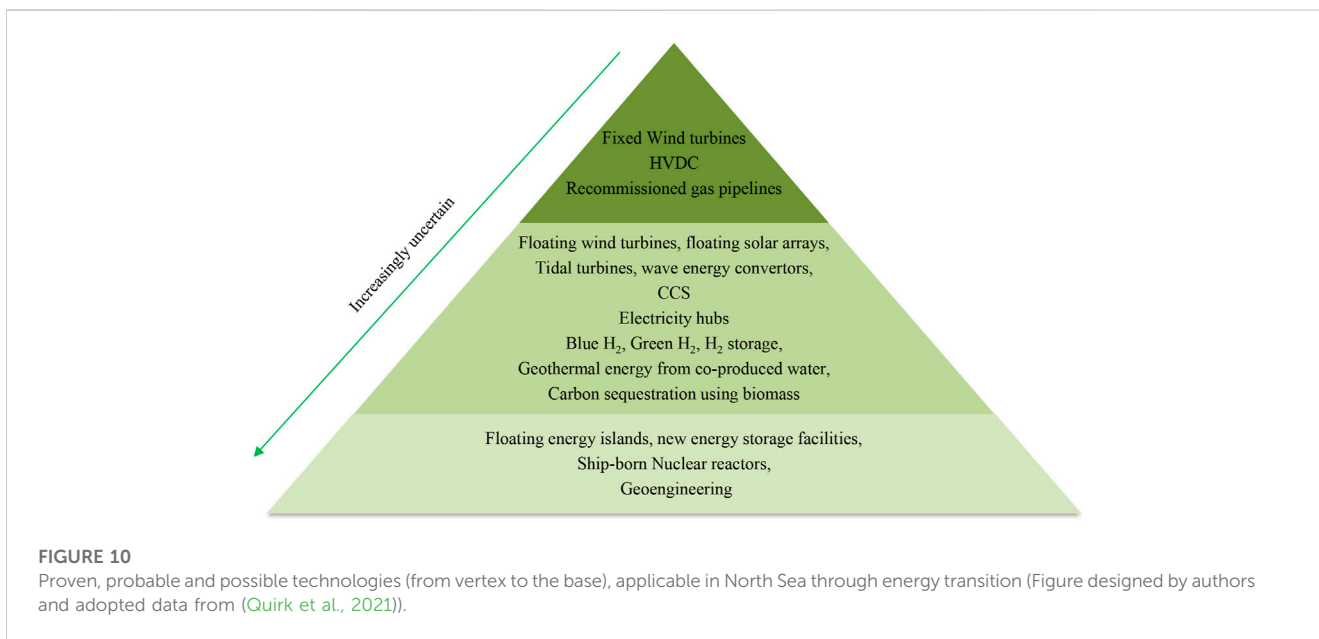 Fixed Wind turbines
HVDC
Recommissioned gas pipelines
Increasingly uncertain
Floating wind turbines, floating solar arrays,
Tidal turbines, wave energy convertors,
CCS
Electricity hubs
Blue H₂, Green H₂, H₂ storage,
Geothermal energy from co-produced water,
Carbon sequestration using biomass
Floating energy islands, new energy storage facilities,
Ship-born Nuclear reactors,
Geoengineering
FIGURE 10
Proven, probable and possible technologies (from vertex to the base), applicable in North Sea through energy transition (Figure designed by authors
and adopted data from (Quirk et al., 2021)).